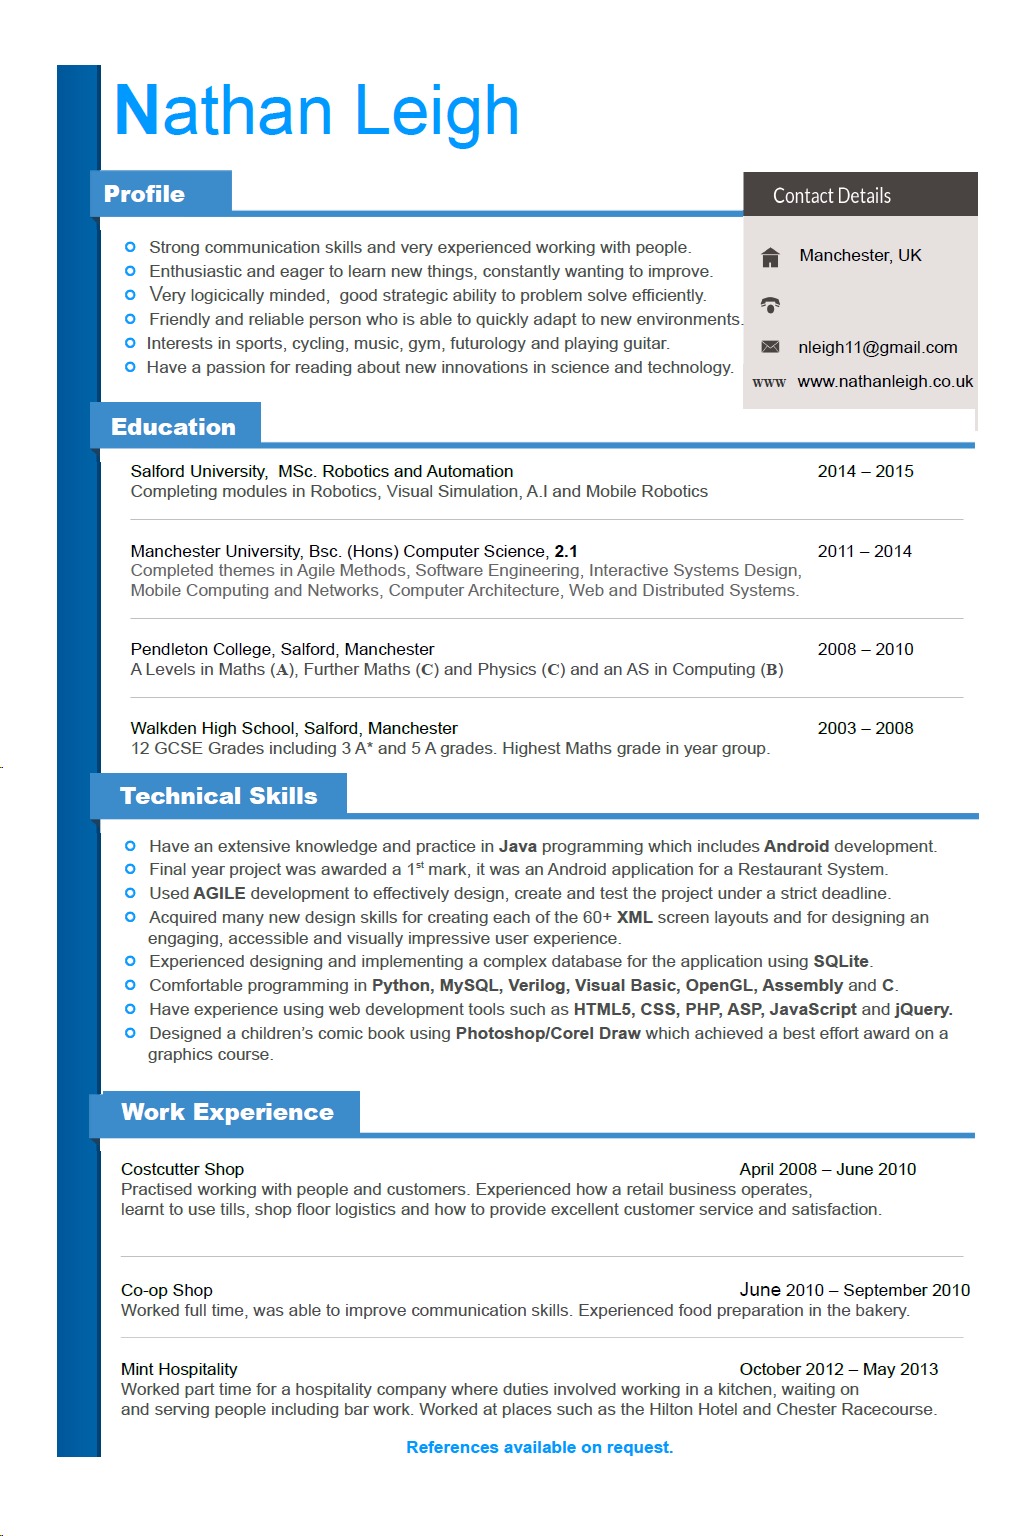 Nathan Leigh
Profile
Strong communication skills and very experienced working with people.
Enthusiastic and eager to learn new things, constantly wanting to improve.
Very logicically minded,  good strategic ability to problem solve efficiently.
Friendly and reliable person who is able to quickly adapt to new environments.
Interests in sports, cycling, music, gym, futurology and playing guitar.
Have a passion for reading about new innovations in science and technology.
Contact Details
Manchester, UK
nleigh11@gmail.com
www www.nathanleigh.co.uk
Education
Salford University,  MSc. Robotics and Automation 2014 – 2015
Completing modules in Robotics, Visual Simulation, A.I and Mobile Robotics
Manchester University, Bsc. (Hons) Computer Science, 2.1 2011 – 2014
Completed themes in Agile Methods, Software Engineering, Interactive Systems Design,
Mobile Computing and Networks, Computer Architecture, Web and Distributed Systems.
Pendleton College, Salford, Manchester 2008 – 2010
A Levels in Maths (A), Further Maths (C) and Physics (C) and an AS in Computing (B)
Walkden High School, Salford, Manchester 2003 – 2008
12 GCSE Grades including 3 A* and 5 A grades. Highest Maths grade in year group.
Technical Skills
Have an extensive knowledge and practice in Java programming which includes Android development.
Final year project was awarded a 1st mark, it was an Android application for a Restaurant System.
Used AGILE development to effectively design, create and test the project under a strict deadline.
Acquired many new design skills for creating each of the 60+ XML screen layouts and for designing an
engaging, accessible and visually impressive user experience.
Experienced designing and implementing a complex database for the application using SQLite.
Comfortable programming in Python, MySQL, Verilog, Visual Basic, OpenGL, Assembly and C.
Have experience using web development tools such as HTML5, CSS, PHP, ASP, JavaScript and jQuery.
Designed a children’s comic book using Photoshop/Corel Draw which achieved a best effort award on a
graphics course.
Work Experience
Costcutter Shop April 2008 – June 2010
Practised working with people and customers. Experienced how a retail business operates,
learnt to use tills, shop floor logistics and how to provide excellent customer service and satisfaction.
Co-op Shop June 2010 – September 2010
Worked full time, was able to improve communication skills. Experienced food preparation in the bakery.
Mint Hospitality October 2012 – May 2013
Worked part time for a hospitality company where duties involved working in a kitchen, waiting on
and serving people including bar work. Worked at places such as the Hilton Hotel and Chester Racecourse.
References available on request.